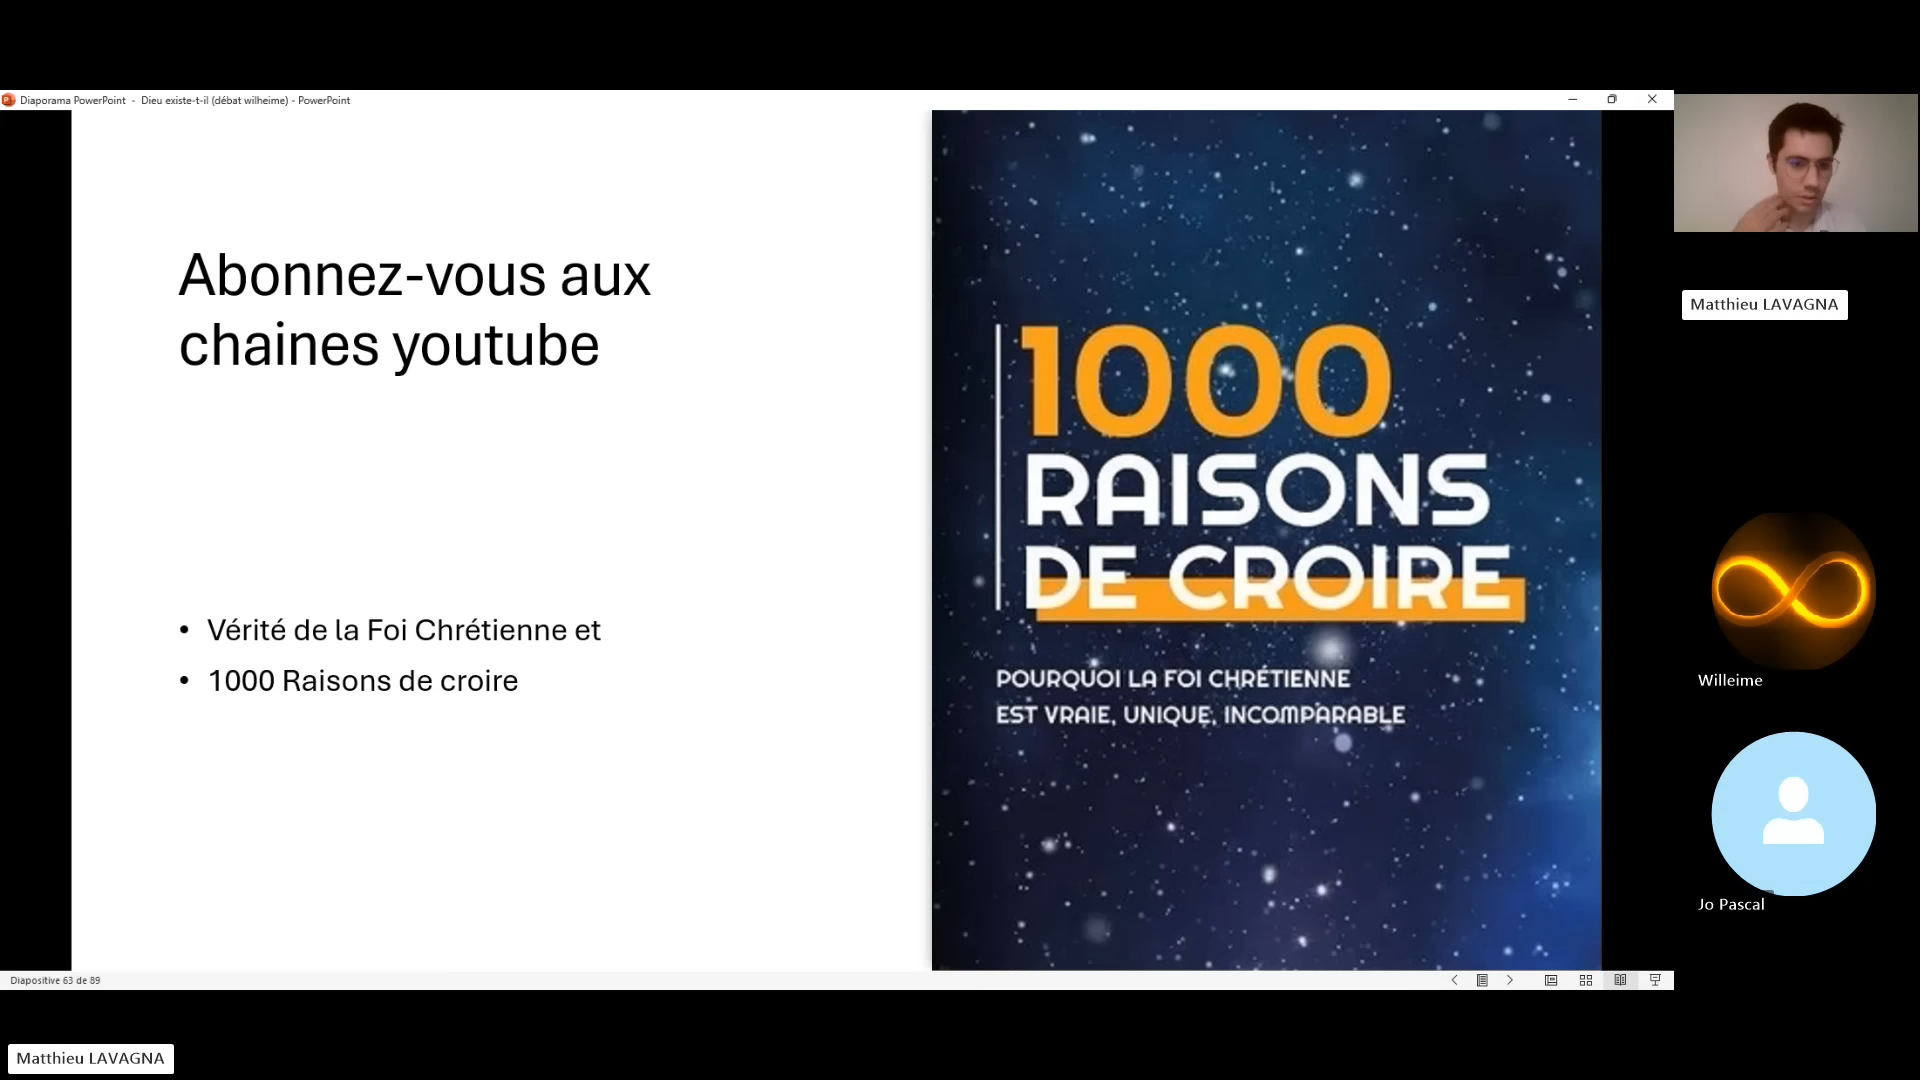 Diaporama PowerPoint - Dieu existe-t-il (débat wilheime) - PowerPoint
Abonnez-vous aux
chaines youtube
• Vérité de la Foi Chrétienne et
• 1000 Raisons de croire
1000
RAISONS
DE CROIRE
POURQUOI LA FOI CHRÉTIENNE
EST VRAIE, UNIQUE, INCOMPARABLE
Matthieu LAVAGNA
Willeime
Jo Pascal
Diapositive 63 de 89
Matthieu LAVAGNA